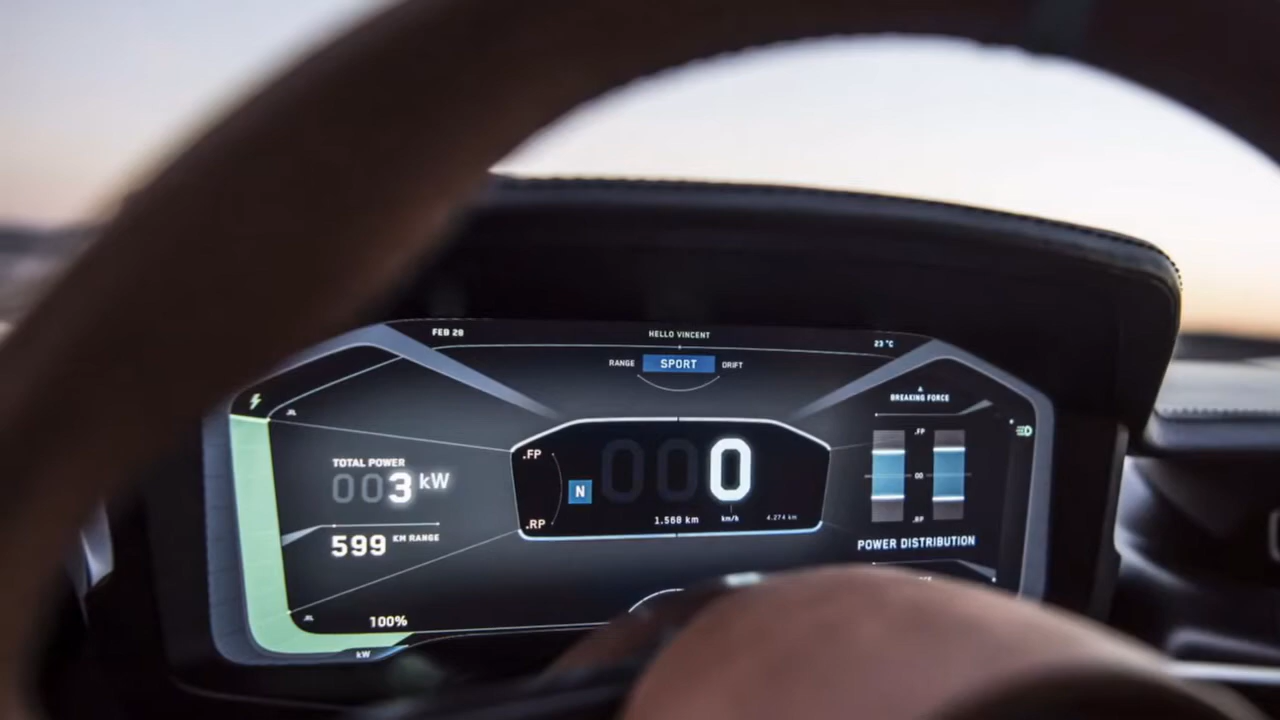 FEB 28
HELLO VINCENT
23 °C
RANGE
SPORT
DRIFT
BREAKING FORCE
.FP
00
.RP
POWER DISTRIBUTION
.FP
N
000
.RP
1.568 km
km/h
4.274 km
TOTAL POWER
003 kW
599 KM RANGE
100%
kW